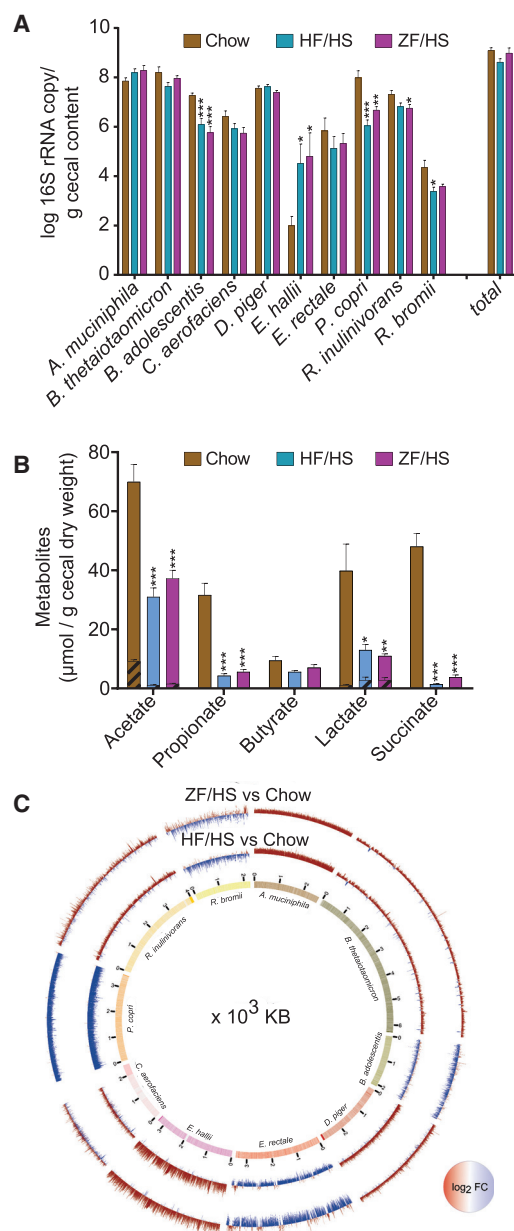 A
Chow HF/HS ZF/HS
log 16S rRNA copy/
g cecal content
10
8
6
4
2
0
*** *** * * *** ** * *
A. muciniphila
B. thetaiotaomicron
B. adolescentis
C. aerofaciens
D. piger
E. hallii
E. rectale
P. copri
R. inulinivorans
R. bromii
total
B
Chow HF/HS ZF/HS
Metabolites
(µmol / g cecal dry weight)
80
60
40
20
0
*** *** *** *** * ** *** ***
Acetate
Propionate
Butyrate
Lactate
Succinate
C
ZF/HS vs Chow
HF/HS vs Chow
A. muciniphila
B. thetaiotaomicron
B. adolescentis
D. piger
E. rectale
E. hallii
C. aerofaciens
P. copri
R. inulinivorans
R. bromii
x 10³ KB
log₂ FC